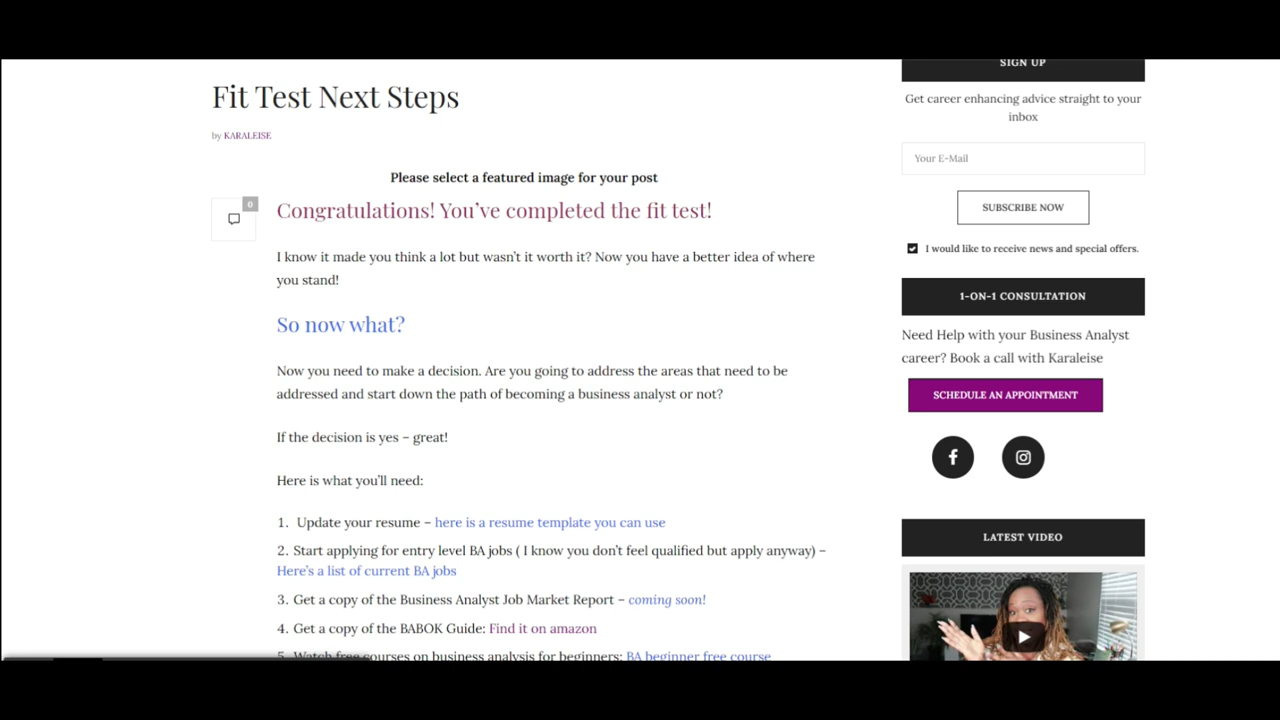 Fit Test Next Steps
by KARALEISE
Please select a featured image for your post
0
Congratulations! You've completed the fit test!
I know it made you think a lot but wasn't it worth it? Now you have a better idea of where
you stand!
So now what?
Now you need to make a decision. Are you going to address the areas that need to be
addressed and start down the path of becoming a business analyst or not?
If the decision is yes – great!
Here is what you'll need:
1. Update your resume – here is a resume template you can use
2. Start applying for entry level BA jobs ( I know you don't feel qualified but apply anyway) –
Here's a list of current BA jobs
3. Get a copy of the Business Analyst Job Market Report – coming soon!
4. Get a copy of the BABOK Guide: Find it on amazon
5. Watch free courses on business analysis for beginners: BA beginner free course
SIGN UP
Get career enhancing advice straight to your
inbox
Your E-Mail
SUBSCRIBE NOW
I would like to receive news and special offers.
1-ON-1 CONSULTATION
Need Help with your Business Analyst
career? Book a call with Karaleise
SCHEDULE AN APPOINTMENT
LATEST VIDEO